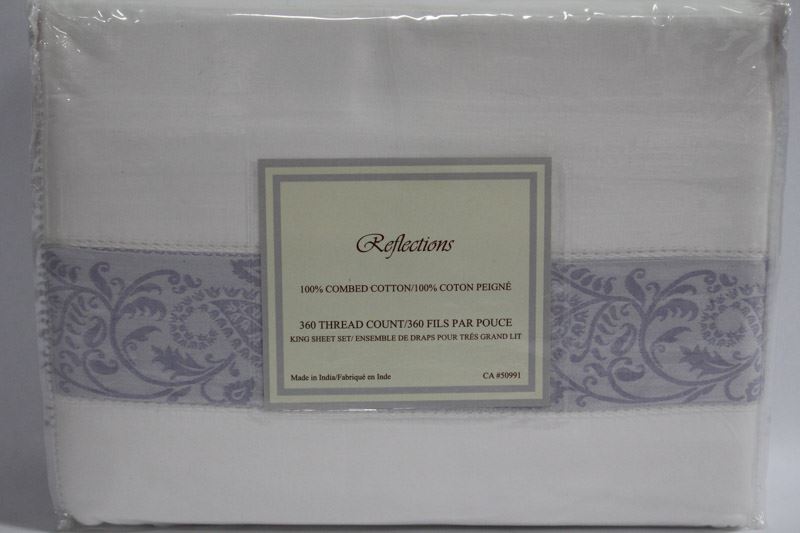 Reflections
100% COMBED COTTON/100% COTON PEIGNÉ
360 THREAD COUNT/360 FILS PAR POUCE
KING SHEET SET/ ENSEMBLE DE DRAPS POUR TRÉS GRAND LIT
Made in India/Fabriqué en Inde CA #50991